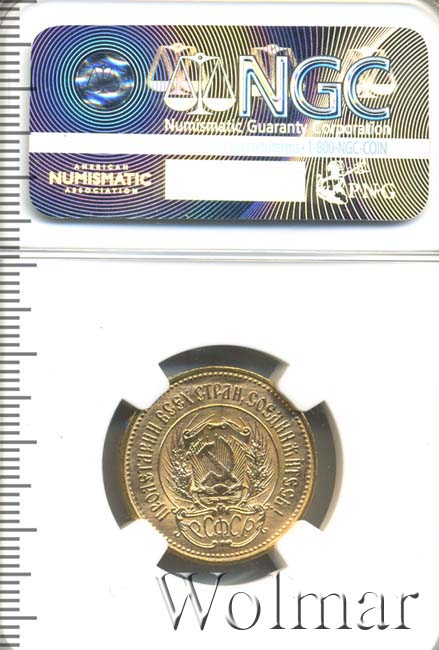 NGC
Numismatic Guaranty Corporation
1-800-NGC-COIN
AMERICAN
NUMISMATIC
ASSOCIATION
PNG
ПРОЛЕТАРИИ ВСЕХ СТРАН, СОЕДИНЯЙТЕСЬ!
РСФСР
Wolmar